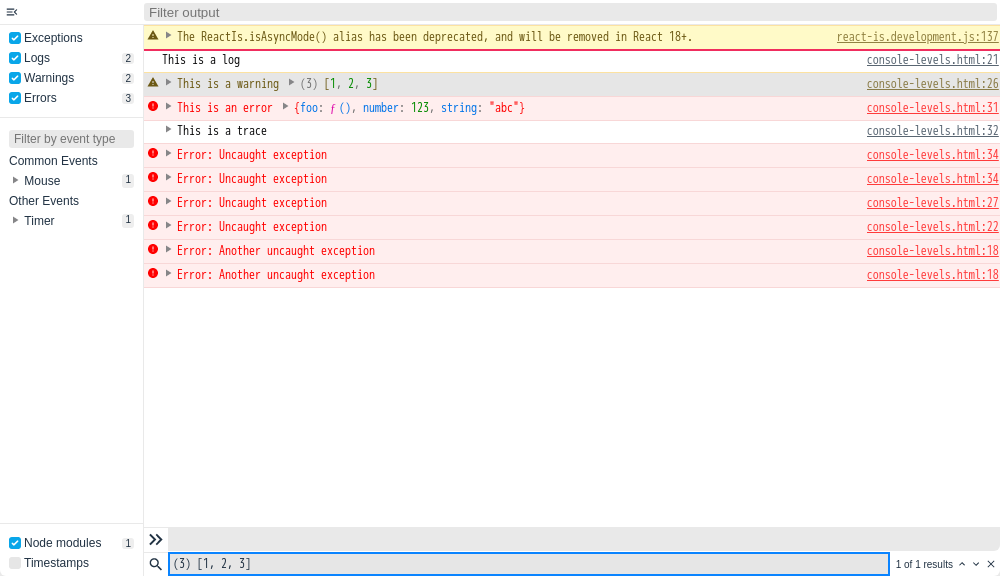 Filter output
Exceptions
Logs 2
Warnings 2
Errors 3
Filter by event type
Common Events
Mouse 1
Other Events
Timer 1
Node modules 1
Timestamps
The ReactIs.isAsyncMode() alias has been deprecated, and will be removed in React 18+. react-is.development.js:137
This is a log console-levels.html:21
This is a warning (3) [1, 2, 3] console-levels.html:26
This is an error {foo: ƒ (), number: 123, string: "abc"} console-levels.html:31
This is a trace console-levels.html:32
Error: Uncaught exception console-levels.html:34
Error: Uncaught exception console-levels.html:34
Error: Uncaught exception console-levels.html:27
Error: Uncaught exception console-levels.html:22
Error: Another uncaught exception console-levels.html:18
Error: Another uncaught exception console-levels.html:18
(3) [1, 2, 3] 1 of 1 results